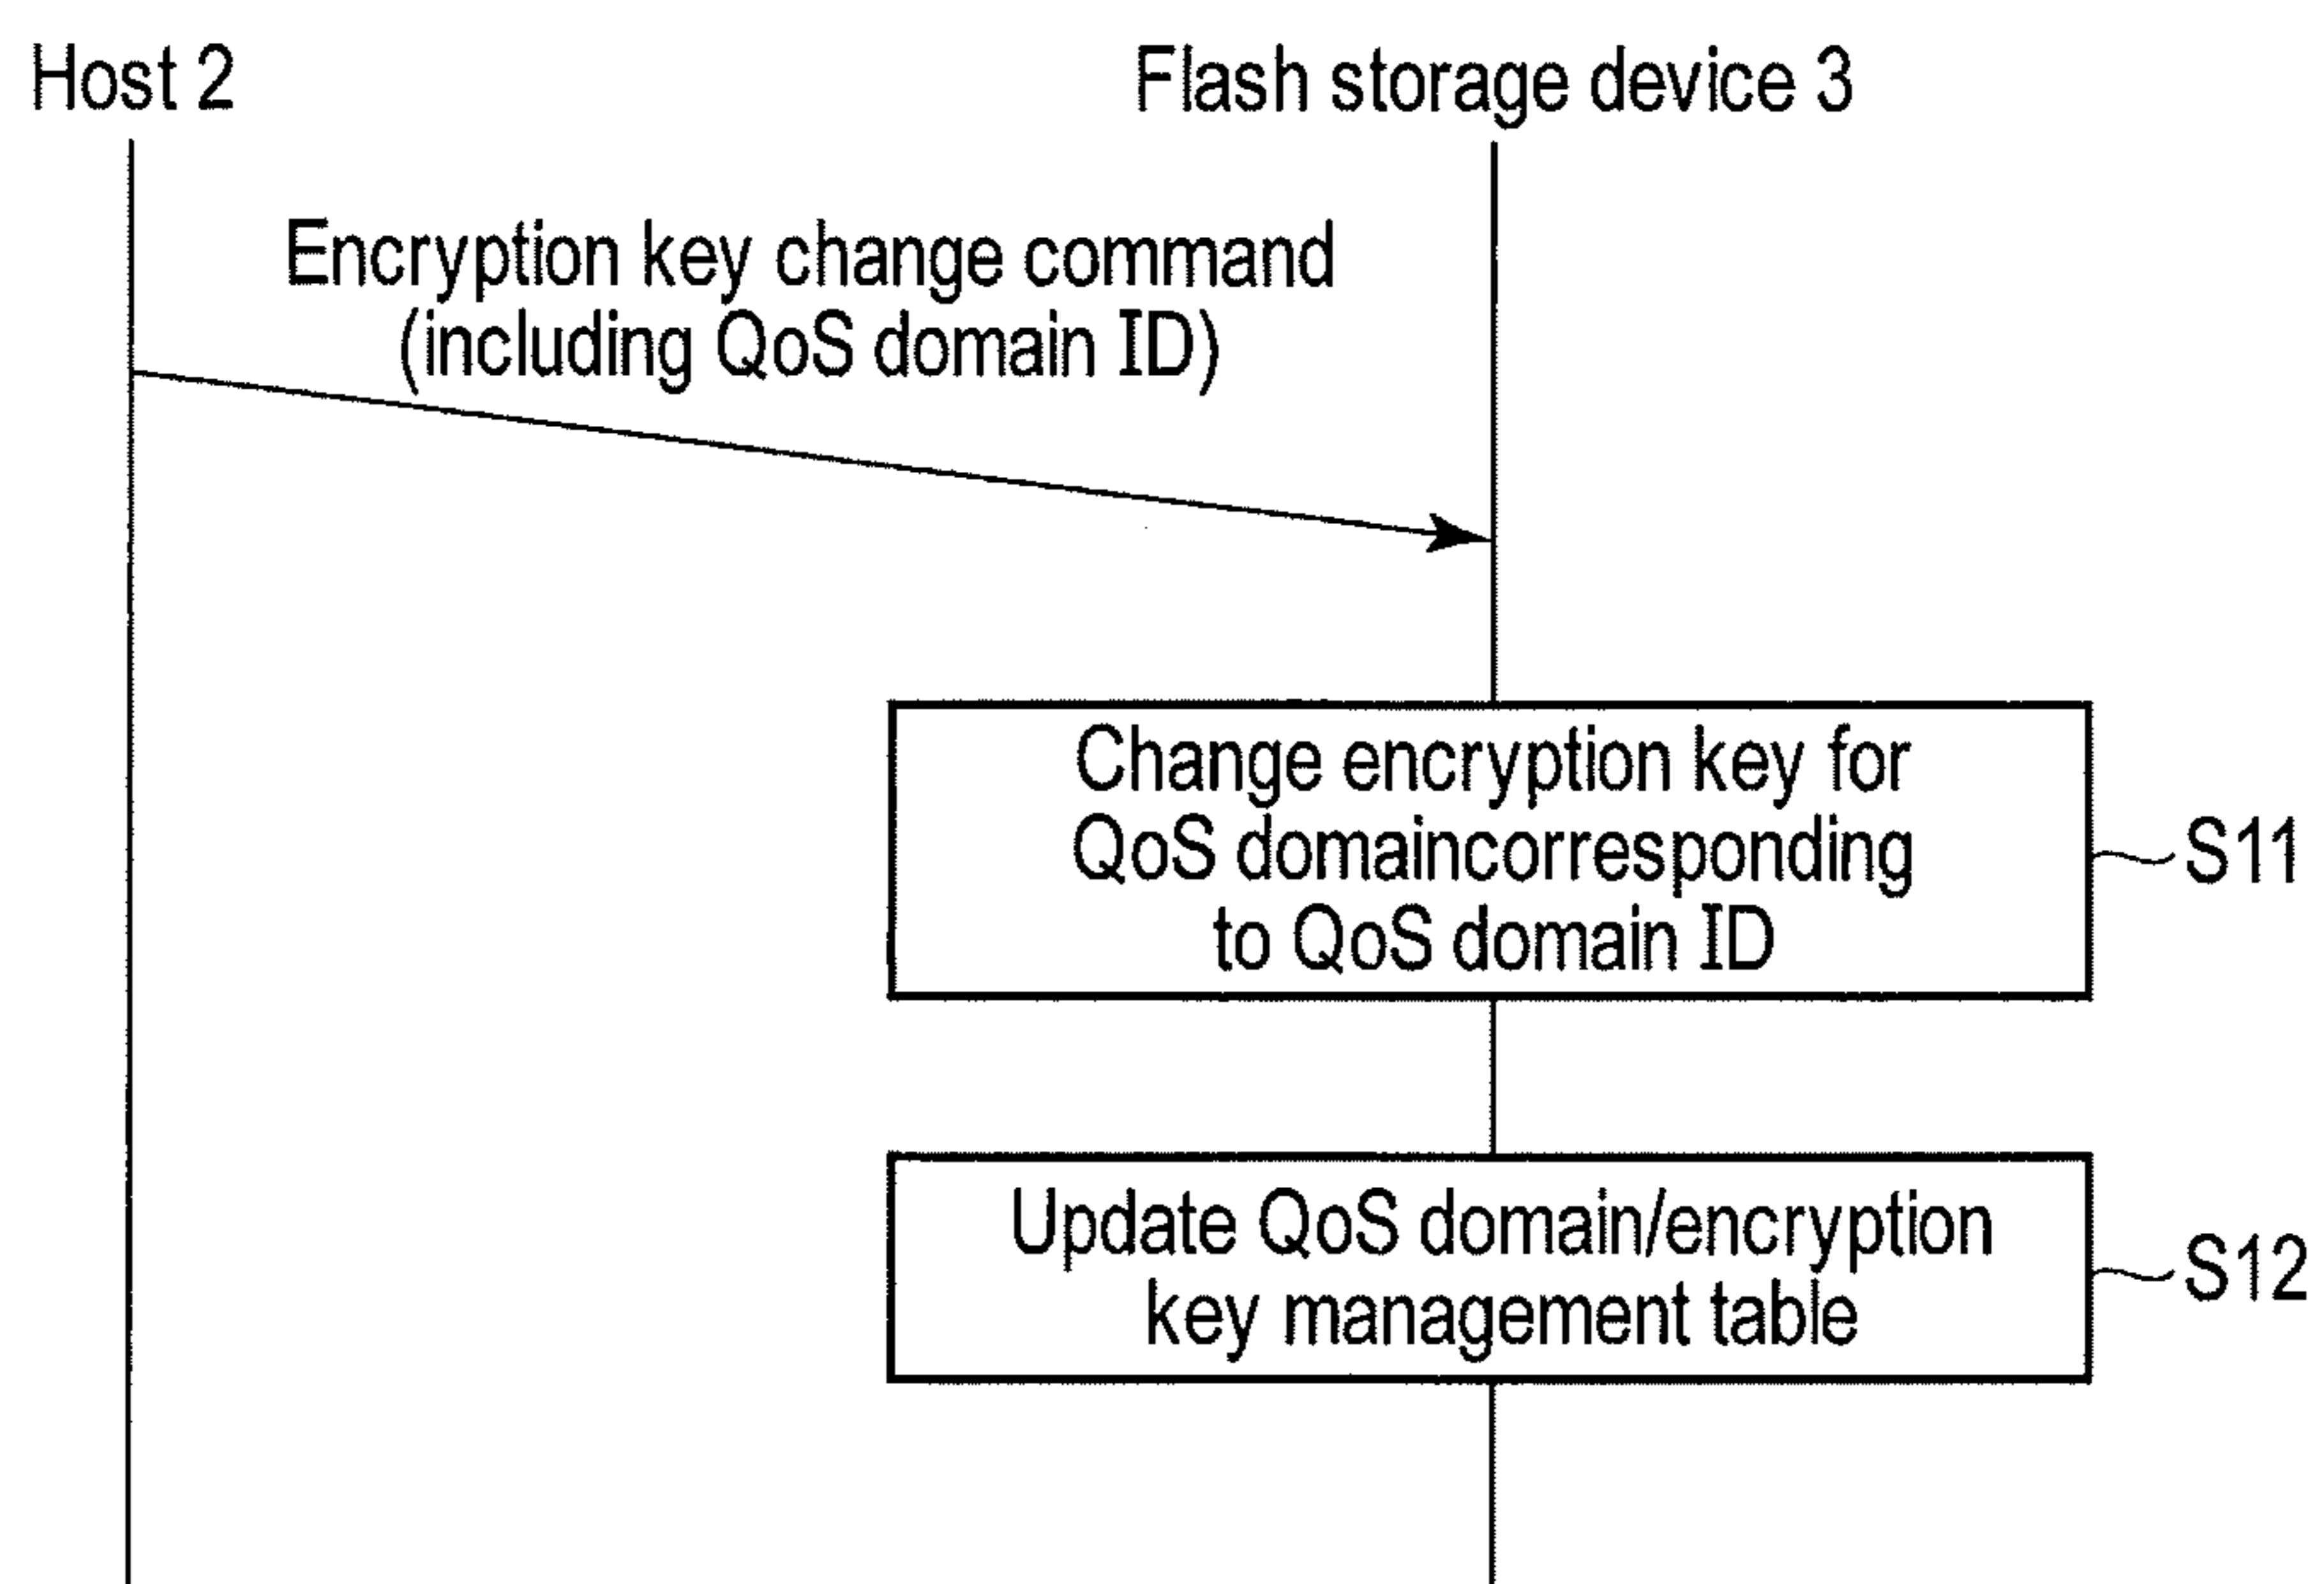 Host 2
Flash storage device 3
Encryption key change command
(including QoS domain ID)
Change encryption key for
QoS domaincorresponding
to QoS domain ID
S11
Update QoS domain/encryption
key management table
S12